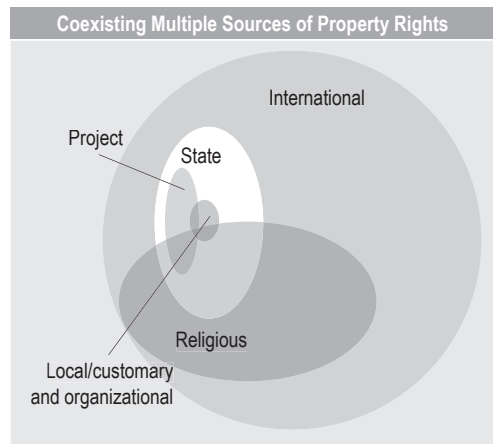 Coexisting Multiple Sources of Property Rights
International
Project
State
Religious
Local/customary
and organizational